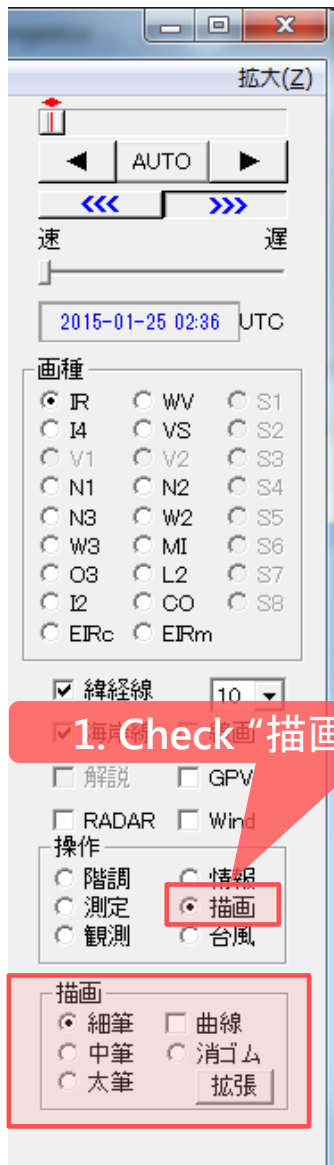 拡大(Z)
◀ AUTO ▶
<<< >>>
速 遅
2015-01-25 02:36 UTC
画種
IR WV S1
I4 VS S2
V1 V2 S3
N1 N2 S4
N3 W2 S5
W3 MI S6
O3 L2 S7
I2 CO S8
EIRc EIRm
緯経線 10
1. Check “描画
海岸線
解説 GPV
RADAR Wind
操作
階調 情報
測定 描画
観測 台風
描画
細筆 曲線
中筆 消ゴム
太筆 拡張